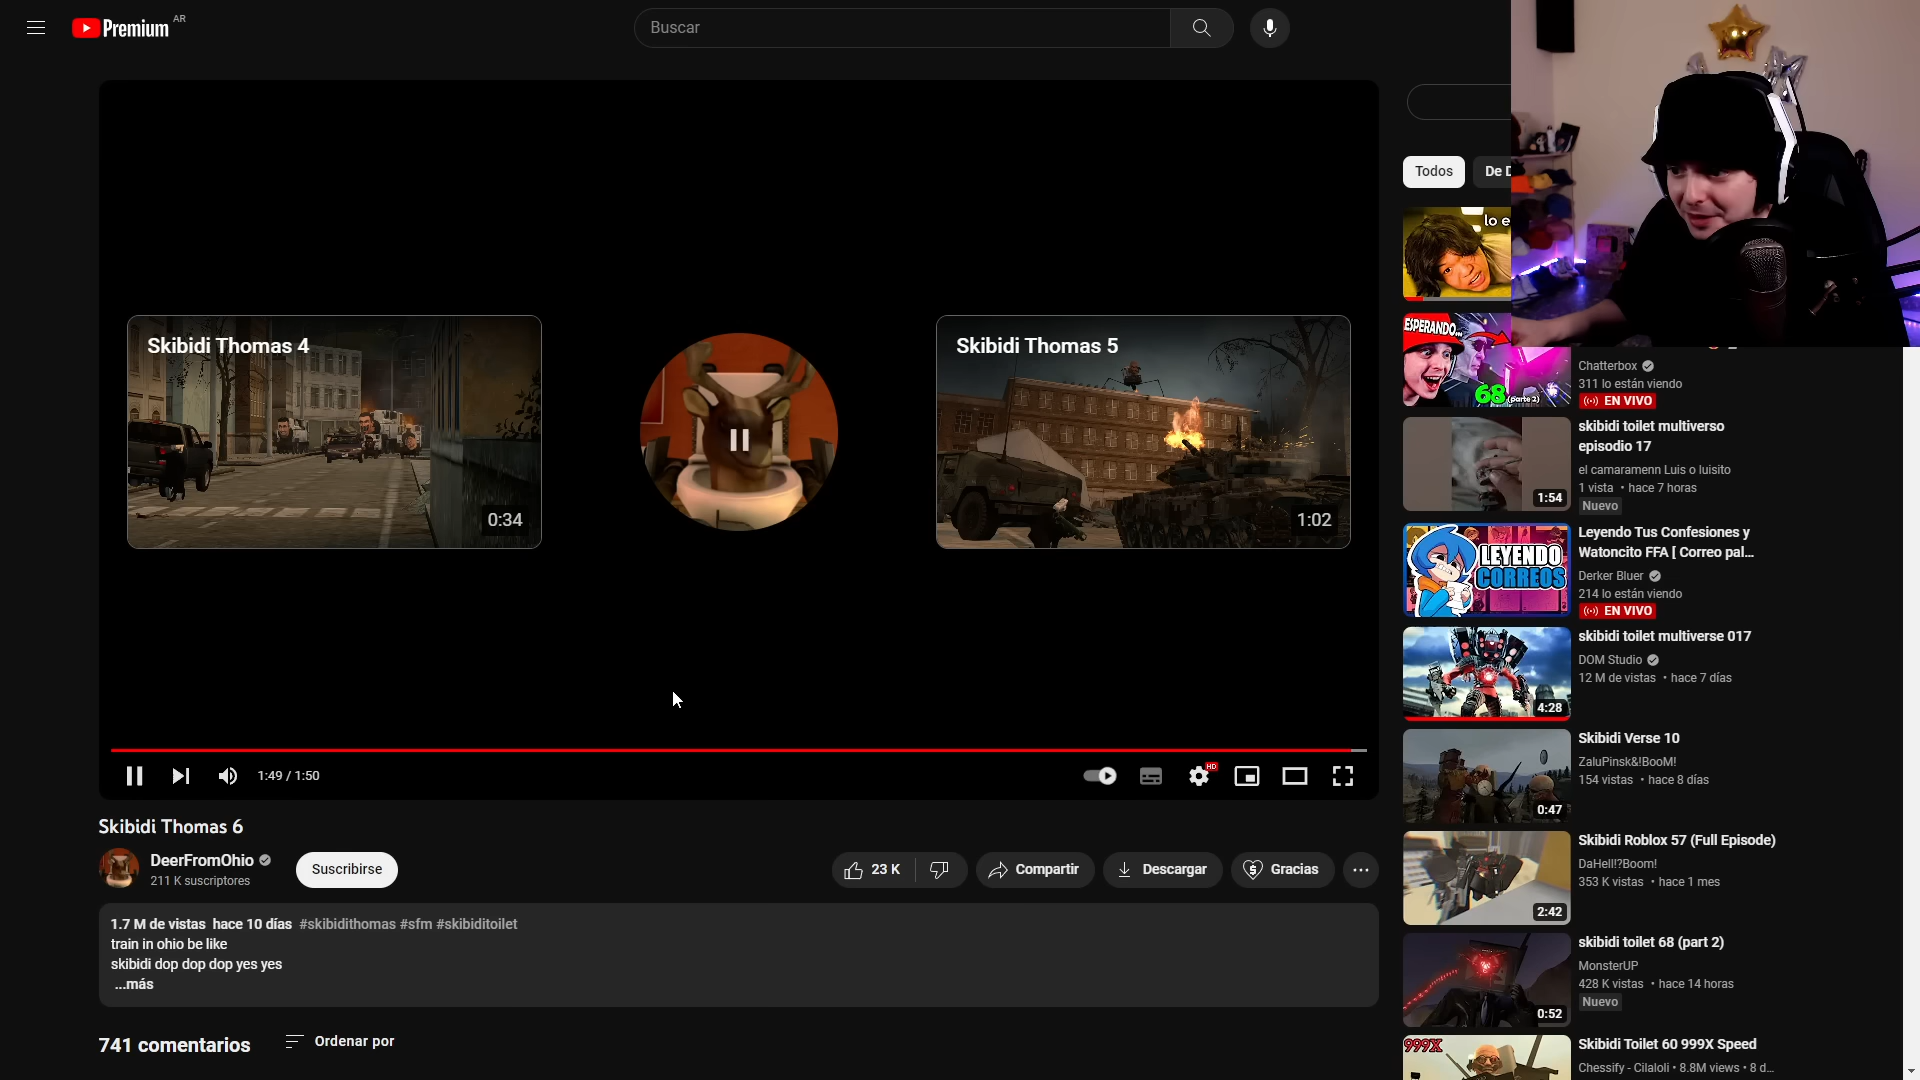 Premium AR
Buscar
Skibidi Thomas 4
0:34
Skibidi Thomas 5
1:02
1:49 / 1:50
HD
Skibidi Thomas 6
DeerFromOhio
211 K suscriptores
Suscribirse
23 K
Compartir
Descargar
Gracias
1.7 M de vistas hace 10 días #skibidithomas #sfm #skibiditoilet
train in ohio be like
skibidi dop dop dop yes yes
...más
741 comentarios
Ordenar por
Todos
De
lo e
ESPERANDO...
68 (parte 2)
Chatterbox
311 lo están viendo
EN VIVO
1:54
skibidi toilet multiverso
episodio 17
el camaramenn Luis o luisito
1 vista • hace 7 horas
Nuevo
LEYENDO
CORREOS
Leyendo Tus Confesiones y
Watoncito FFA [ Correo pal...
Derker Bluer
214 lo están viendo
EN VIVO
4:28
skibidi toilet multiverse 017
DOM Studio
12 M de vistas • hace 7 días
0:47
Skibidi Verse 10
ZaluPinsk&!BooM!
154 vistas • hace 8 días
2:42
Skibidi Roblox 57 (Full Episode)
DaHell!?Boom!
353 K vistas • hace 1 mes
0:52
skibidi toilet 68 (part 2)
MonsterUP
428 K vistas • hace 14 horas
Nuevo
999X
Skibidi Toilet 60 999X Speed
Chessify - Cilaloli • 8.8M views • 8 d...